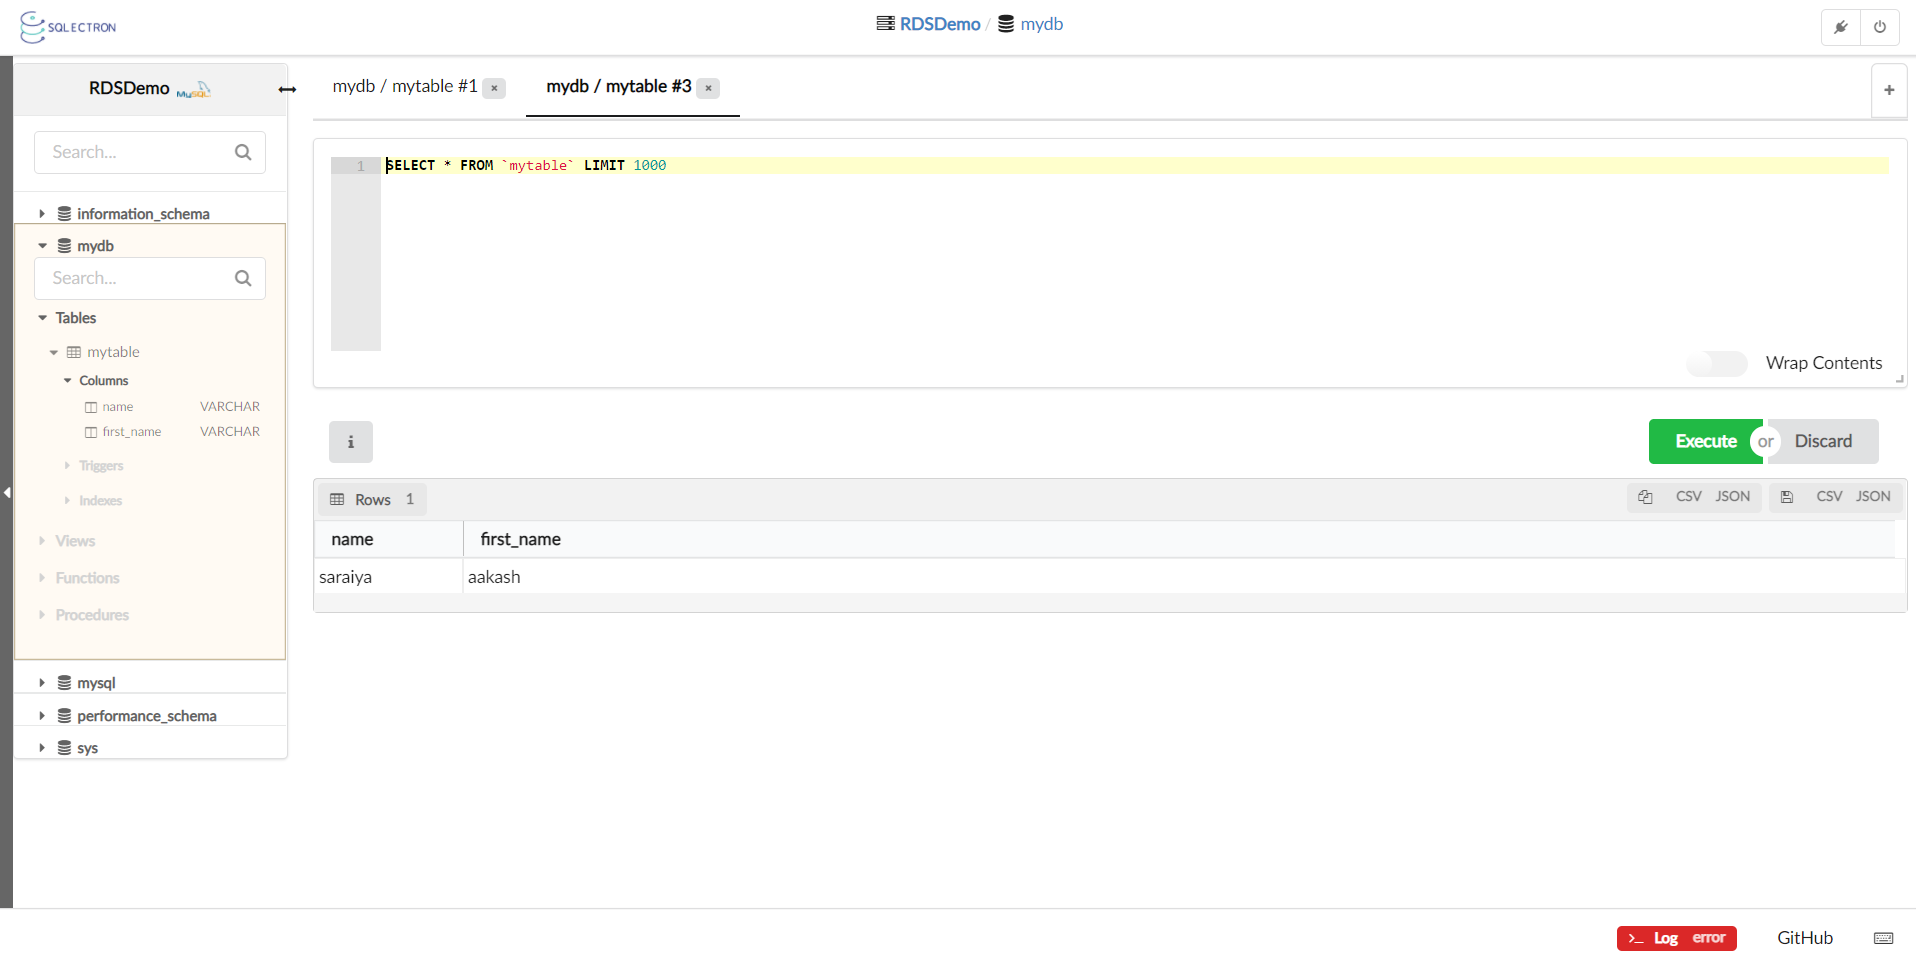 SQLECTRON
RDSDemo / mydb
RDSDemo MySQL
mydb / mytable #1 ×
mydb / mytable #3 ×
+
Search...
information_schema
mydb
Search...
Tables
mytable
Columns
name VARCHAR
first_name VARCHAR
Triggers
Indexes
Views
Functions
Procedures
mysql
performance_schema
sys
1 SELECT * FROM `mytable` LIMIT 1000
Wrap Contents
i
Execute or Discard
Rows 1
CSV JSON
CSV JSON
name first_name
saraiya aakash
>_ Log error
GitHub